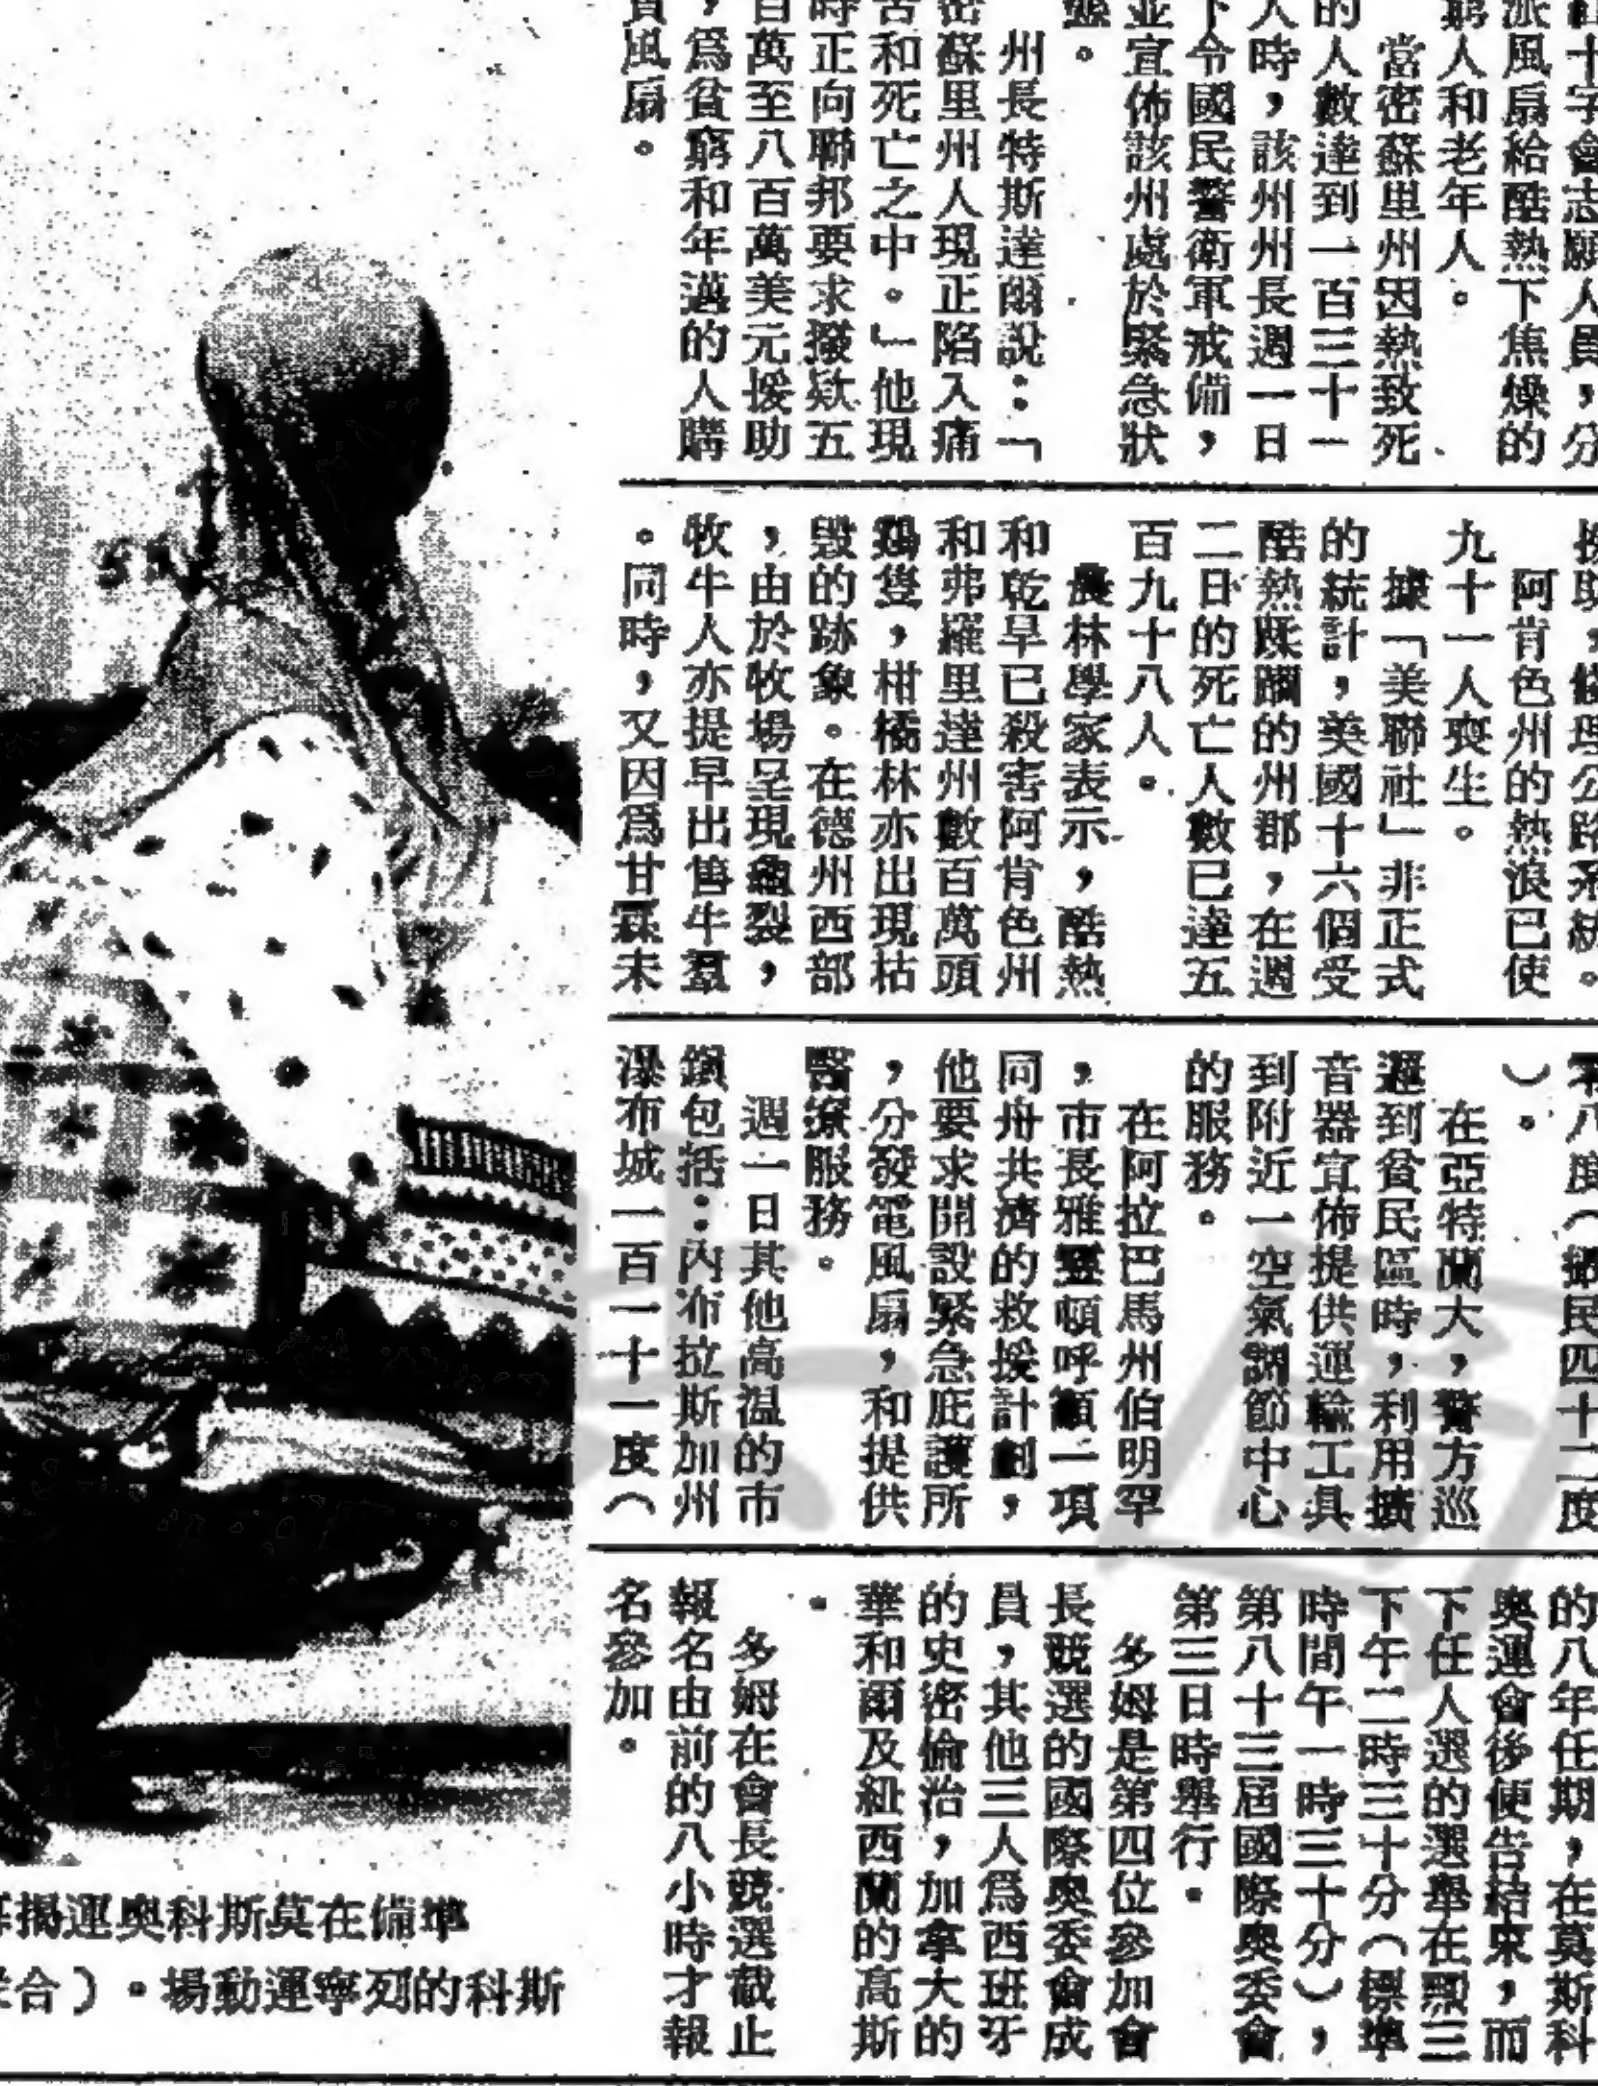 紅十字會志願人員，分
派風扇給酷熱下焦燥的
窮人和老年人。
當密蘇里州因熱致死
的人數達到一百三十一
人時，該州州長週一日
下令國民警衛軍戒備，
並宣佈該州處於緊急狀
態。
州長特斯達爾說：「
密蘇里州人現正陷入痛
苦和死亡之中。」他現
時正向聯邦要求撥欵五
百萬至八百萬美元援助
，爲貧窮和年邁的人購
買風扇。
援助，修理公路系統。
阿肯色州的熱浪已使
九十一人喪生。
據「美聯社」非正式
的統計，美國十六個受
酷熱蹂躪的州郡，在週
二日的死亡人數已達五
百九十八人。
農林學家表示，酷熱
和乾旱已殺害阿肯色州
和弗羅里達州數百萬頭
鷄隻，柑橘林亦出現枯
毀的跡象。在德州西部
，由於牧場呈現龜裂，
牧牛人亦提早出售牛羣
。同時，又因爲甘霖未
零八度（攝氏四十二度
）。
在亞特蘭大，警方巡
邏到貧民區時，利用擴
音器宣佈提供運輸工具
到附近一空氣調節中心
的服務。
在阿拉巴馬州伯明罕
，市長雅靈頓呼籲一項
同舟共濟的救援計劃，
他要求開設緊急庇護所
，分發電風扇，和提供
醫療服務。
週一日其他高溫的市
鎭包括：內布拉斯加州
瀑布城一百一十一度（
的八年任期，在莫斯科
奧運會後便告結束，而
下任人選的選舉在週三
下午二時三十分（標準
時間午一時三十分），
第八十三屆國際奧委會
第三日時舉行。
多姆是第四位參加會
長競選的國際奧委會成
員，其他三人爲西班牙
的史密倫治，加拿大的
華和爾及紐西蘭的高斯
。
多姆在會長競選截止
報名由前的八小時才報
名參加。
準備在莫斯科奧運揭
斯科的列寧運動場。（合